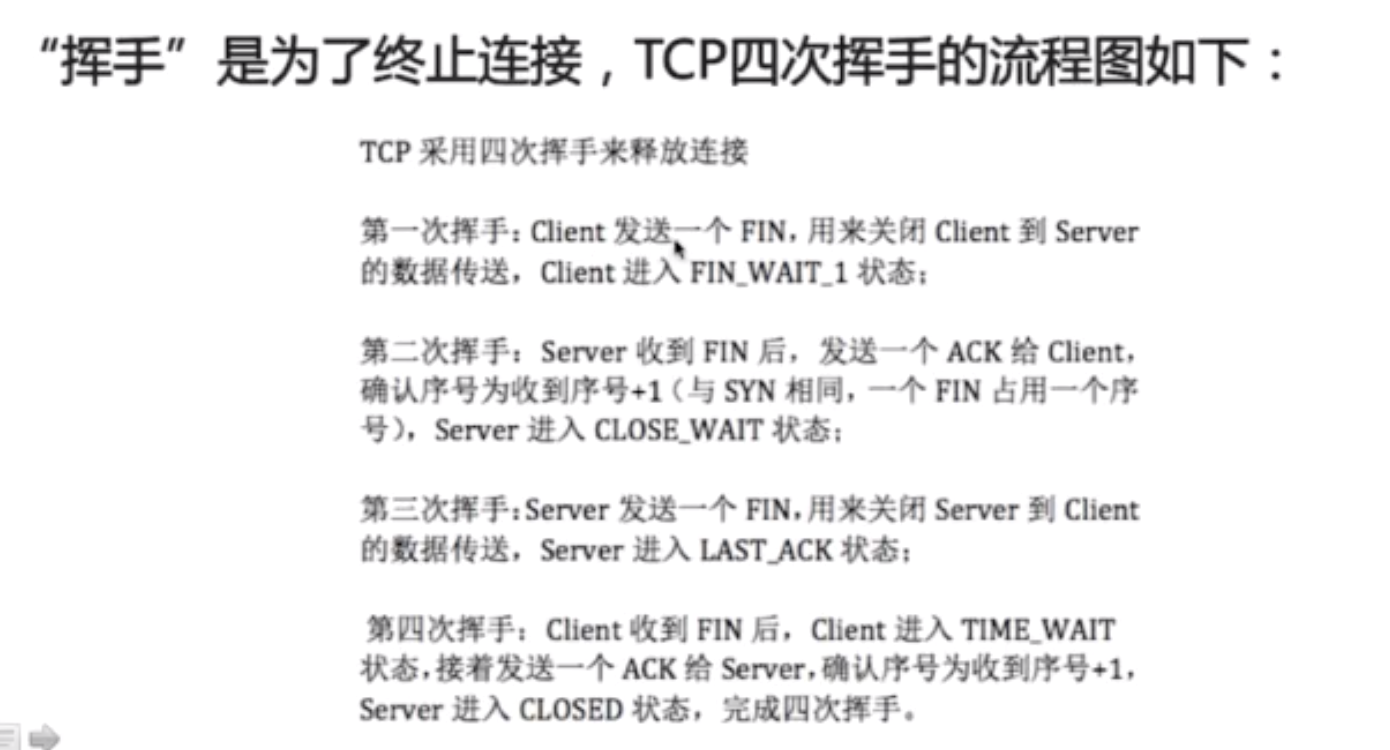 “挥手”是为了终止连接，TCP四次挥手的流程图如下：
TCP 采用四次挥手来释放连接
第一次挥手：Client 发送一个 FIN，用来关闭 Client 到 Server
的数据传送，Client 进入 FIN_WAIT_1 状态；
第二次挥手：Server 收到 FIN 后，发送一个 ACK 给 Client，
确认序号为收到序号+1（与 SYN 相同，一个 FIN 占用一个序
号），Server 进入 CLOSE_WAIT 状态；
第三次挥手：Server 发送一个 FIN，用来关闭 Server 到 Client
的数据传送，Server 进入 LAST_ACK 状态；
第四次挥手：Client 收到 FIN 后，Client 进入 TIME_WAIT
状态，接着发送一个 ACK 给 Server，确认序号为收到序号+1，
Server 进入 CLOSED 状态，完成四次挥手。